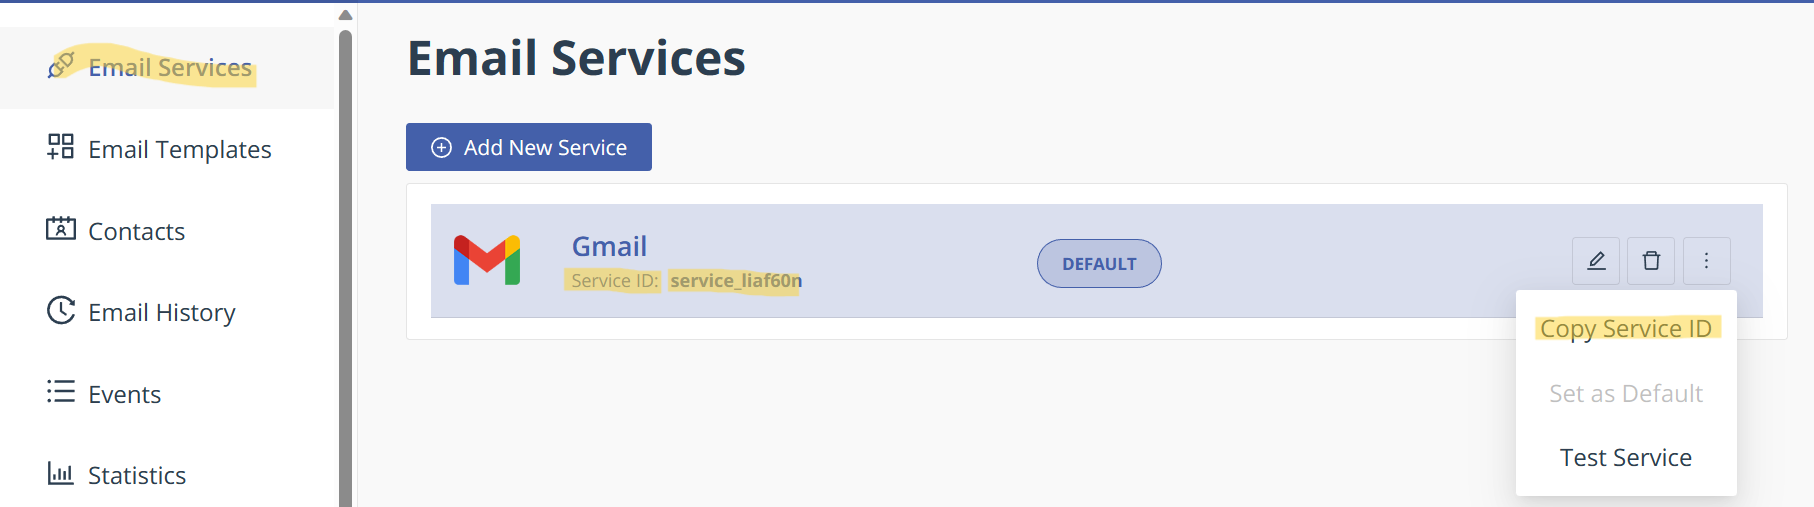 Email Services
Email Templates
Contacts
Email History
Events
Statistics
Email Services
Add New Service
Gmail
Service ID: service_liaf60n
DEFAULT
Copy Service ID
Set as Default
Test Service